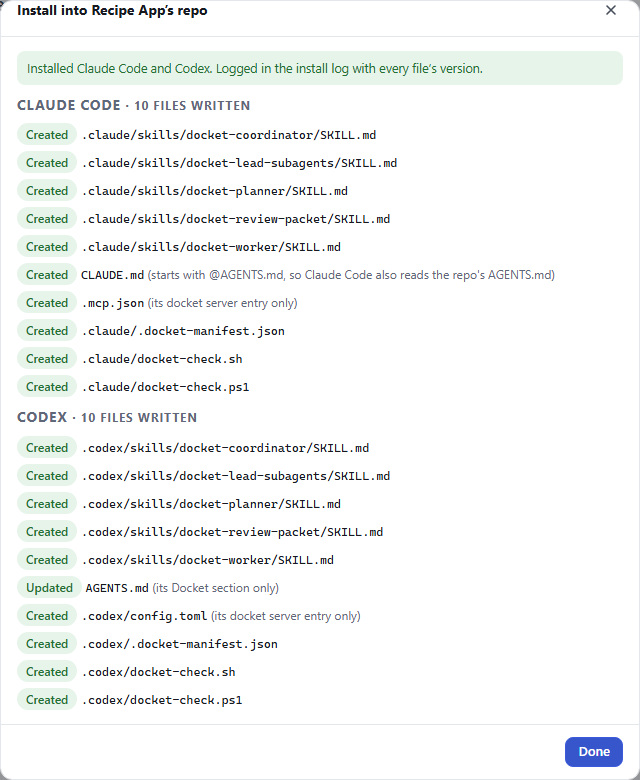 Install into Recipe App's repo
Installed Claude Code and Codex. Logged in the install log with every file's version.
CLAUDE CODE · 10 FILES WRITTEN
Created .claude/skills/docket-coordinator/SKILL.md
Created .claude/skills/docket-lead-subagents/SKILL.md
Created .claude/skills/docket-planner/SKILL.md
Created .claude/skills/docket-review-packet/SKILL.md
Created .claude/skills/docket-worker/SKILL.md
Created CLAUDE.md (starts with @AGENTS.md, so Claude Code also reads the repo's AGENTS.md)
Created .mcp.json (its docket server entry only)
Created .claude/.docket-manifest.json
Created .claude/docket-check.sh
Created .claude/docket-check.ps1
CODEX · 10 FILES WRITTEN
Created .codex/skills/docket-coordinator/SKILL.md
Created .codex/skills/docket-lead-subagents/SKILL.md
Created .codex/skills/docket-planner/SKILL.md
Created .codex/skills/docket-review-packet/SKILL.md
Created .codex/skills/docket-worker/SKILL.md
Updated AGENTS.md (its Docket section only)
Created .codex/config.toml (its docket server entry only)
Created .codex/.docket-manifest.json
Created .codex/docket-check.sh
Created .codex/docket-check.ps1
Done